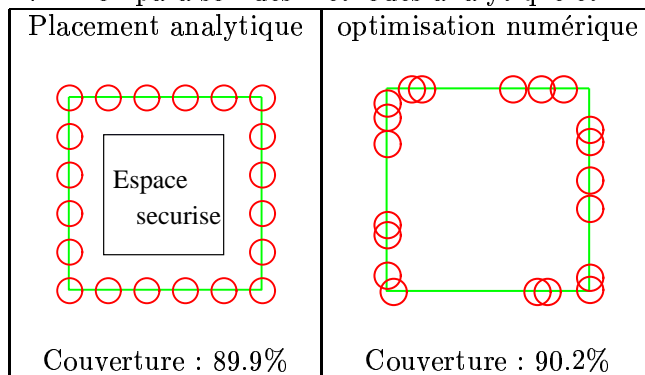 Placement analytique
optimisation numérique
Espace
securise
Couverture : 89.9%
Couverture : 90.2%